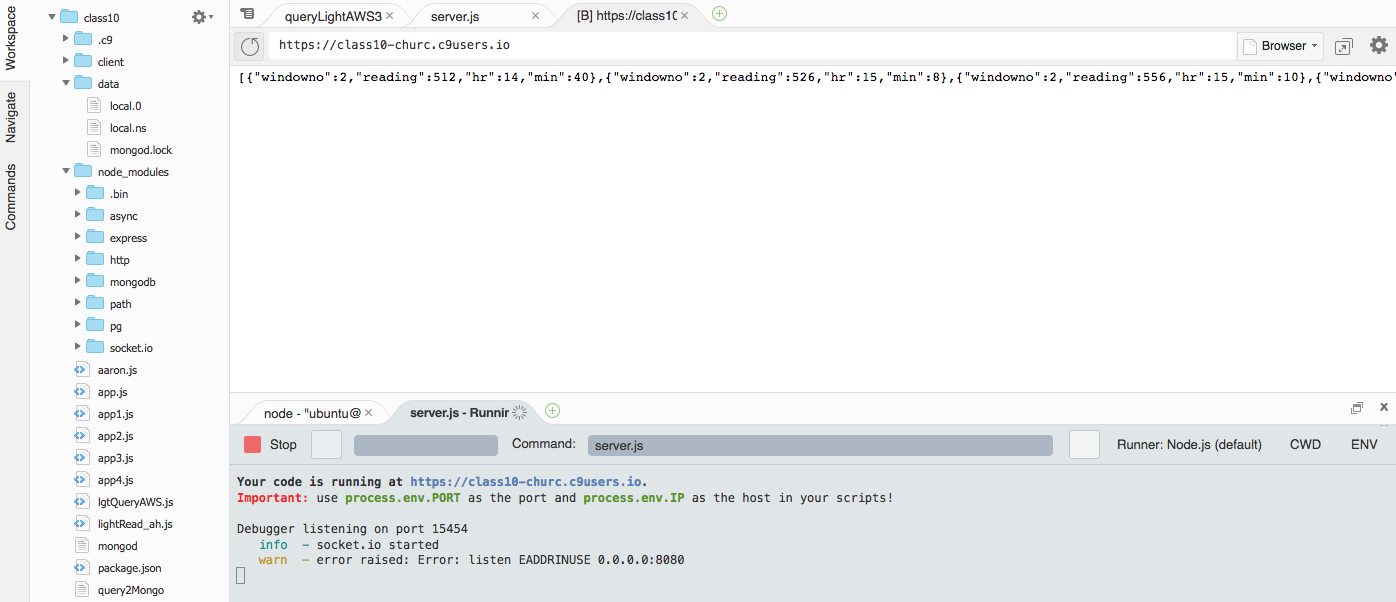 Workspace
Navigate
Commands
class10
.c9
client
data
local.0
local.ns
mongod.lock
node_modules
.bin
async
express
http
mongodb
path
pg
socket.io
aaron.js
app.js
app1.js
app2.js
app3.js
app4.js
lgtQueryAWS.js
lightRead_ah.js
mongod
package.json
query2Mongo
queryLightAWS3 server.js [B] https://class10
https://class10-churc.c9users.io Browser
[{"windowno":2,"reading":512,"hr":14,"min":40},{"windowno":2,"reading":526,"hr":15,"min":8},{"windowno":2,"reading":556,"hr":15,"min":10},{"windowno"
node - "ubuntu@ server.js - Runnin
Stop Command: server.js Runner: Node.js (default) CWD ENV
Your code is running at https://class10-churc.c9users.io.
Important: use process.env.PORT as the port and process.env.IP as the host in your scripts!
Debugger listening on port 15454
info - socket.io started
warn - error raised: Error: listen EADDRINUSE 0.0.0.0:8080